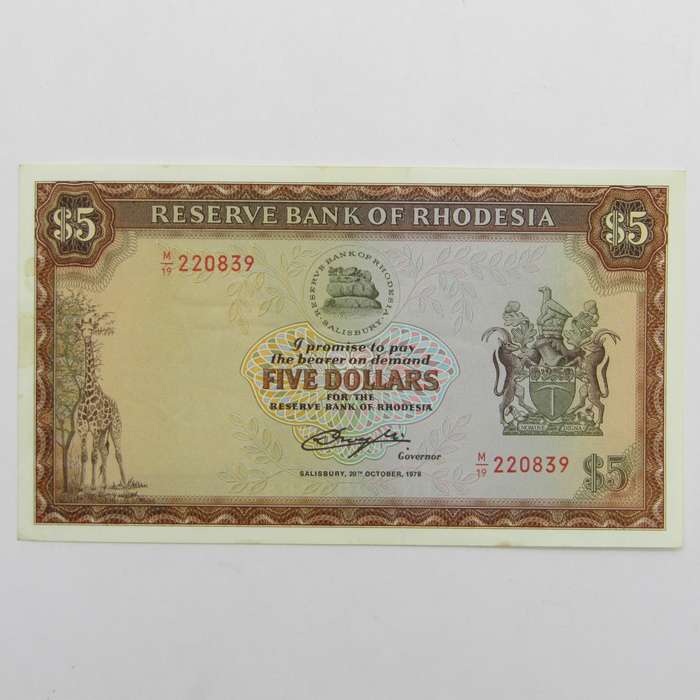 $5 RESERVE BANK OF RHODESIA $5
M/19 220839
RESERVE BANK OF RHODESIA
SALISBURY
I promise to pay
the bearer on demand
FIVE DOLLARS
FOR THE
RESERVE BANK OF RHODESIA
Governor
SALISBURY, 20TH OCTOBER, 1978
M/19 220839 $5